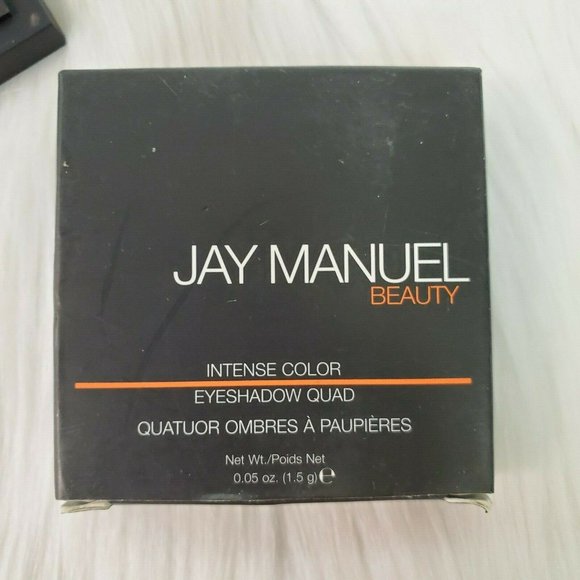 JAY MANUEL
BEAUTY
INTENSE COLOR
EYESHADOW QUAD
QUATUOR OMBRES À PAUPIÈRES
Net Wt./Poids Net
0.05 oz. (1.5 g) ℮